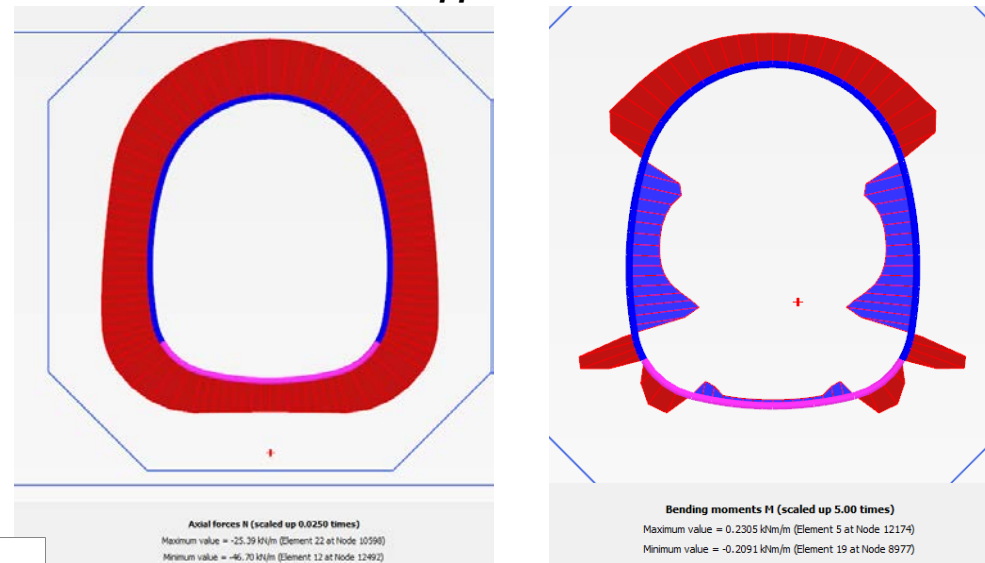 Axial forces N (scaled up 0.0250 times)
Maximum value = -25.39 kN/m (Element 22 at Node 10598)
Minimum value = -46.70 kN/m (Element 12 at Node 12492)
Bending moments M (scaled up 5.00 times)
Maximum value = 0.2305 kNm/m (Element 5 at Node 12174)
Minimum value = -0.2091 kNm/m (Element 19 at Node 8977)